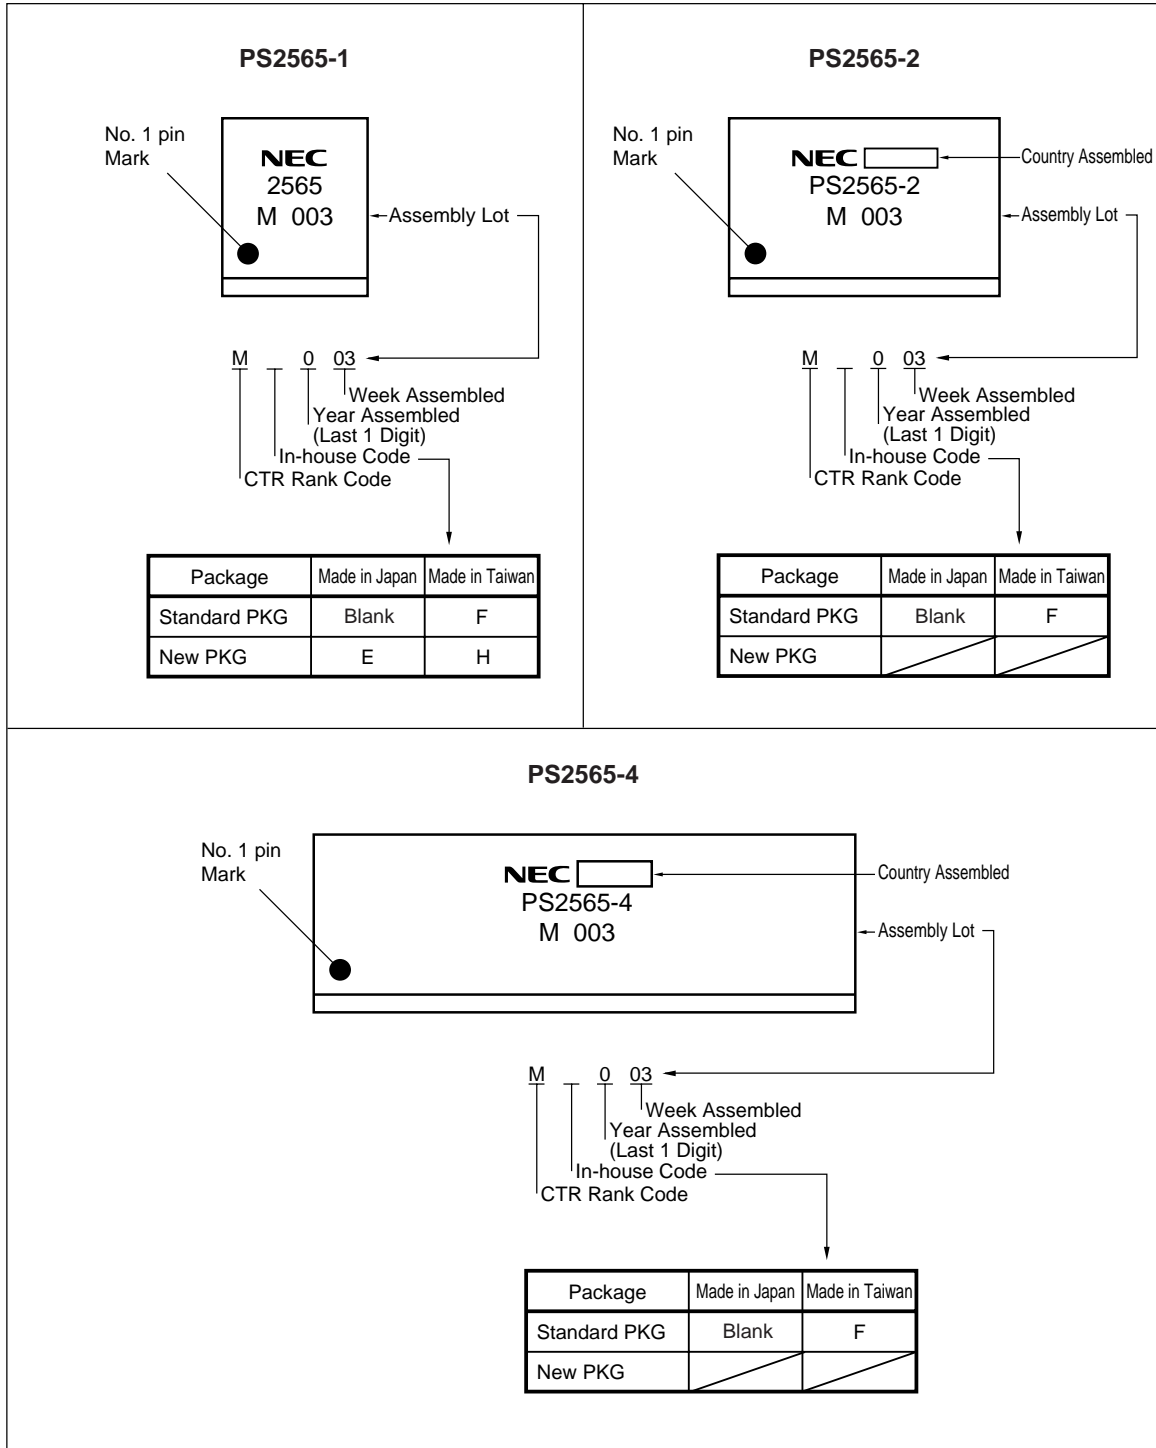 PS2565-1
No. 1 pin
Mark
NEC
2565
M 003
Assembly Lot
M 0 03
Week Assembled
Year Assembled
(Last 1 Digit)
In-house Code
CTR Rank Code
Package Made in Japan Made in Taiwan
Standard PKG Blank F
New PKG E H
PS2565-2
No. 1 pin
Mark
NEC
Country Assembled
PS2565-2
M 003
Assembly Lot
M 0 03
Week Assembled
Year Assembled
(Last 1 Digit)
In-house Code
CTR Rank Code
Package Made in Japan Made in Taiwan
Standard PKG Blank F
New PKG
PS2565-4
No. 1 pin
Mark
NEC
Country Assembled
PS2565-4
M 003
Assembly Lot
M 0 03
Week Assembled
Year Assembled
(Last 1 Digit)
In-house Code
CTR Rank Code
Package Made in Japan Made in Taiwan
Standard PKG Blank F
New PKG